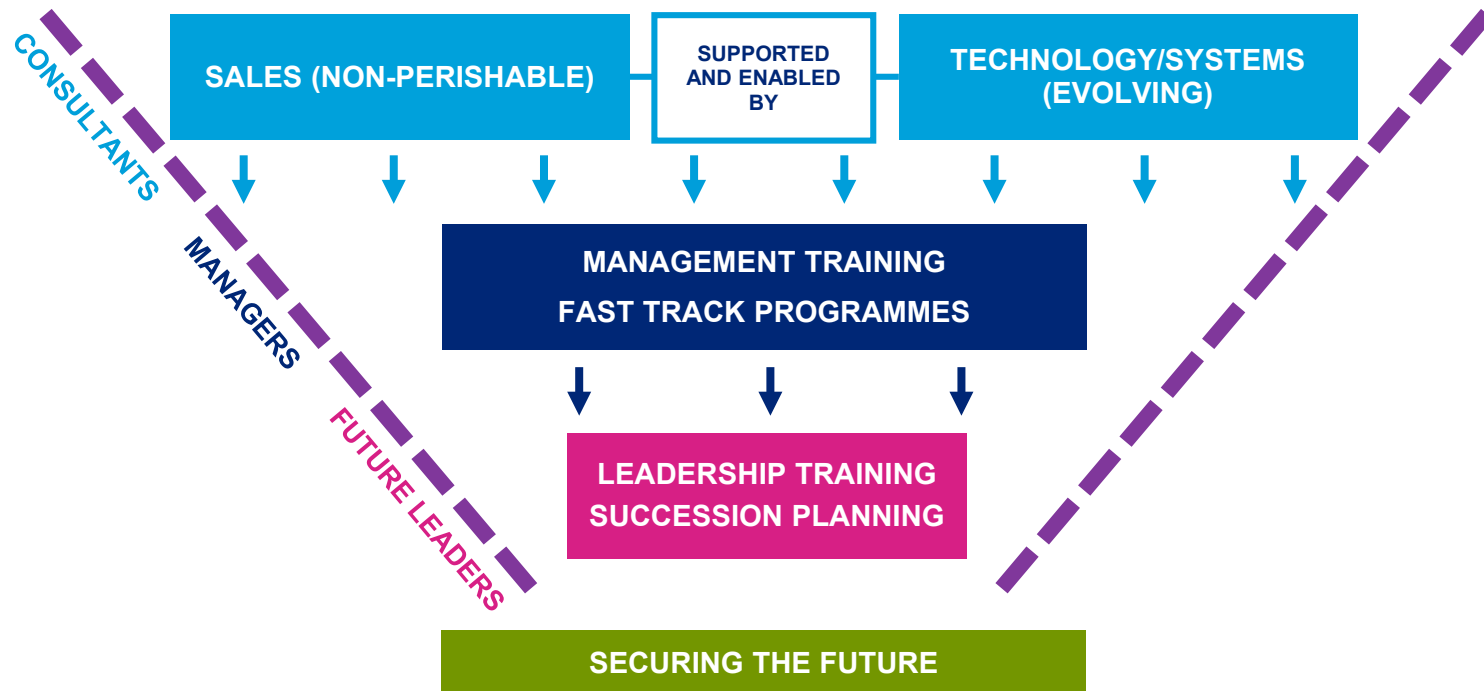 CONSULTANTS
SALES (NON-PERISHABLE)
SUPPORTED
AND ENABLED
BY
TECHNOLOGY/SYSTEMS
(EVOLVING)
MANAGERS
MANAGEMENT TRAINING
FAST TRACK PROGRAMMES
FUTURE LEADERS
LEADERSHIP TRAINING
SUCCESSION PLANNING
SECURING THE FUTURE